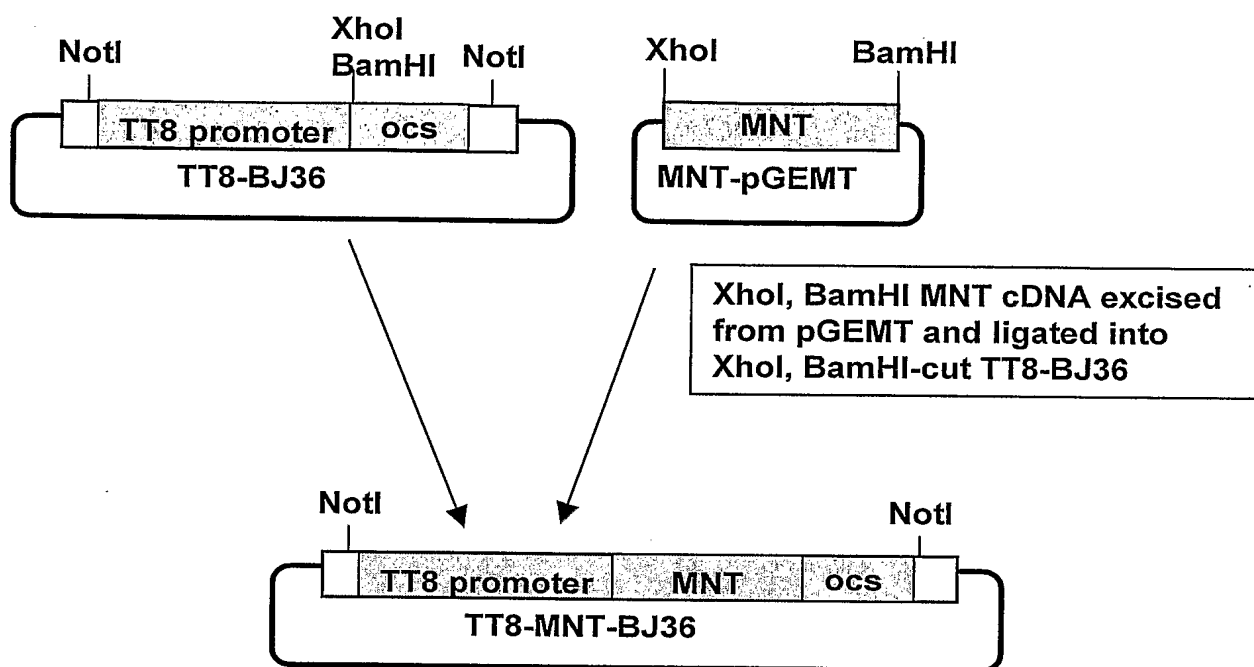 XhoI
NotI
BamHI
NotI
XhoI
BamHI
TT8 promoter
ocs
MNT
TT8-BJ36
MNT-pGEMT
XhoI, BamHI MNT cDNA excised
from pGEMT and ligated into
XhoI, BamHI-cut TT8-BJ36
NotI
NotI
TT8 promoter
MNT
ocs
TT8-MNT-BJ36